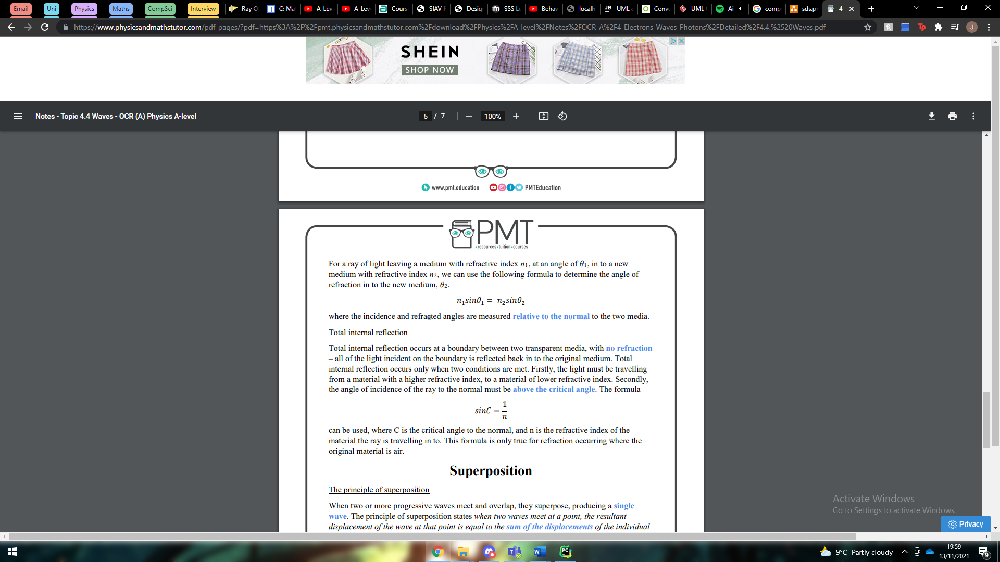 Email Uni Physics Maths CompSci Interview Ray O C: Ma A-Lev A-Lev Cours SIAV F Desig SSS Le Behav localh UML Conve UML Ai comp sds.pr 4-
https://www.physicsandmathstutor.com/pdf-pages/?pdf=https%3A%2F%2Fpmt.physicsandmathstutor.com%2Fdownload%2FPhysics%2FA-level%2FNotes%2FOCR-A%2F4-Electrons-Waves-Photons%2FDetailed%2F4.4.%2520Waves.pdf
SHEIN
SHOP NOW
Notes - Topic 4.4 Waves - OCR (A) Physics A-level 5 / 7 100%
www.pmt.education PMTEducation
PMT
resources•tuition•courses
For a ray of light leaving a medium with refractive index n₁, at an angle of θ₁, in to a new
medium with refractive index n₂, we can use the following formula to determine the angle of
refraction in to the new medium, θ₂.
n₁sinθ₁ = n₂sinθ₂
where the incidence and refracted angles are measured relative to the normal to the two media.
Total internal reflection
Total internal reflection occurs at a boundary between two transparent media, with no refraction
– all of the light incident on the boundary is reflected back in to the original medium. Total
internal reflection occurs only when two conditions are met. Firstly, the light must be travelling
from a material with a higher refractive index, to a material of lower refractive index. Secondly,
the angle of incidence of the ray to the normal must be above the critical angle. The formula
sinC = 1/n
can be used, where C is the critical angle to the normal, and n is the refractive index of the
material the ray is travelling in to. This formula is only true for refraction occurring where the
original material is air.
Superposition
The principle of superposition
When two or more progressive waves meet and overlap, they superpose, producing a single
wave. The principle of superposition states when two waves meet at a point, the resultant
displacement of the wave at that point is equal to the sum of the displacements of the individual
Activate Windows
Go to Settings to activate Windows.
Privacy
9°C Partly cloudy
19:59
13/11/2021
9